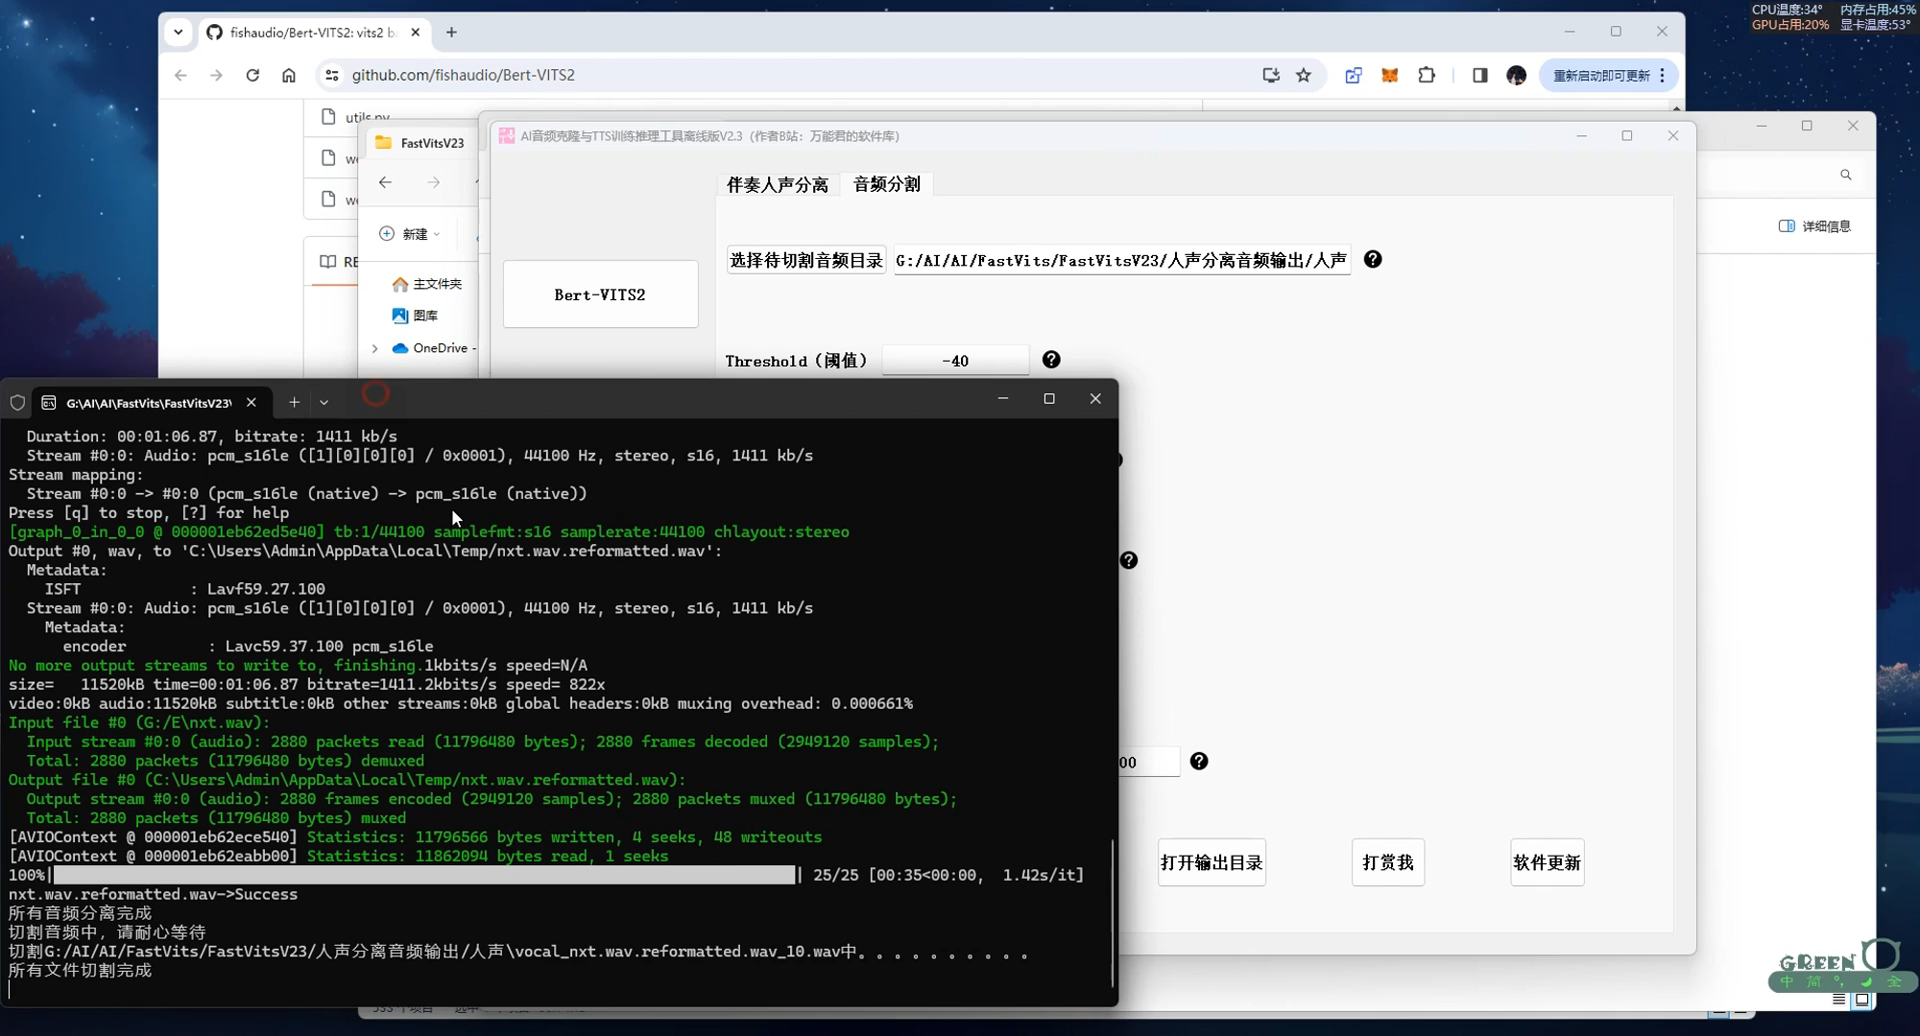 CPU温度:34° 内存占用:45%
GPU占用:20% 显卡温度:53°
fishaudio/Bert-VITS2: vits2 b
github.com/fishaudio/Bert-VITS2
重新启动即可更新
utils.py
FastVitsV23
AI音频克隆与TTS训练推理工具离线版V2.3（作者B站：万能君的软件库）
伴奏人声分离 音频分割
新建
详细信息
选择待切割音频目录 G:/AI/AI/FastVits/FastVitsV23/人声分离音频输出/人声
RE
主文件夹
Bert-VITS2
图库
OneDrive -
Threshold（阈值） -40
G:\AI\AI\FastVits\FastVitsV23\
Duration: 00:01:06.87, bitrate: 1411 kb/s
Stream #0:0: Audio: pcm_s16le ([1][0][0][0] / 0x0001), 44100 Hz, stereo, s16, 1411 kb/s
Stream mapping:
Stream #0:0 -> #0:0 (pcm_s16le (native) -> pcm_s16le (native))
Press [q] to stop, [?] for help
[graph_0_in_0_0 @ 000001eb62ed5e40] tb:1/44100 samplefmt:s16 samplerate:44100 chlayout:stereo
Output #0, wav, to 'C:\Users\Admin\AppData\Local\Temp/nxt.wav.reformatted.wav':
Metadata:
ISFT : Lavf59.27.100
Stream #0:0: Audio: pcm_s16le ([1][0][0][0] / 0x0001), 44100 Hz, stereo, s16, 1411 kb/s
Metadata:
encoder : Lavc59.37.100 pcm_s16le
No more output streams to write to, finishing.1kbits/s speed=N/A
size= 11520kB time=00:01:06.87 bitrate=1411.2kbits/s speed= 822x
video:0kB audio:11520kB subtitle:0kB other streams:0kB global headers:0kB muxing overhead: 0.000661%
Input file #0 (G:/E\nxt.wav):
Input stream #0:0 (audio): 2880 packets read (11796480 bytes); 2880 frames decoded (2949120 samples);
Total: 2880 packets (11796480 bytes) demuxed
Output file #0 (C:\Users\Admin\AppData\Local\Temp/nxt.wav.reformatted.wav):
Output stream #0:0 (audio): 2880 frames encoded (2949120 samples); 2880 packets muxed (11796480 bytes);
Total: 2880 packets (11796480 bytes) muxed
[AVIOContext @ 000001eb62ece540] Statistics: 11796566 bytes written, 4 seeks, 48 writeouts
[AVIOContext @ 000001eb62eabb00] Statistics: 11862094 bytes read, 1 seeks
100%| | 25/25 [00:35<00:00, 1.42s/it]
nxt.wav.reformatted.wav->Success
所有音频分离完成
切割音频中，请耐心等待
切割G:/AI/AI/FastVits/FastVitsV23/人声分离音频输出/人声\vocal_nxt.wav.reformatted.wav_10.wav中。。。。。。。。。。
所有文件切割完成
00
打开输出目录 打赏我 软件更新
GREEN
中 简 °, 全